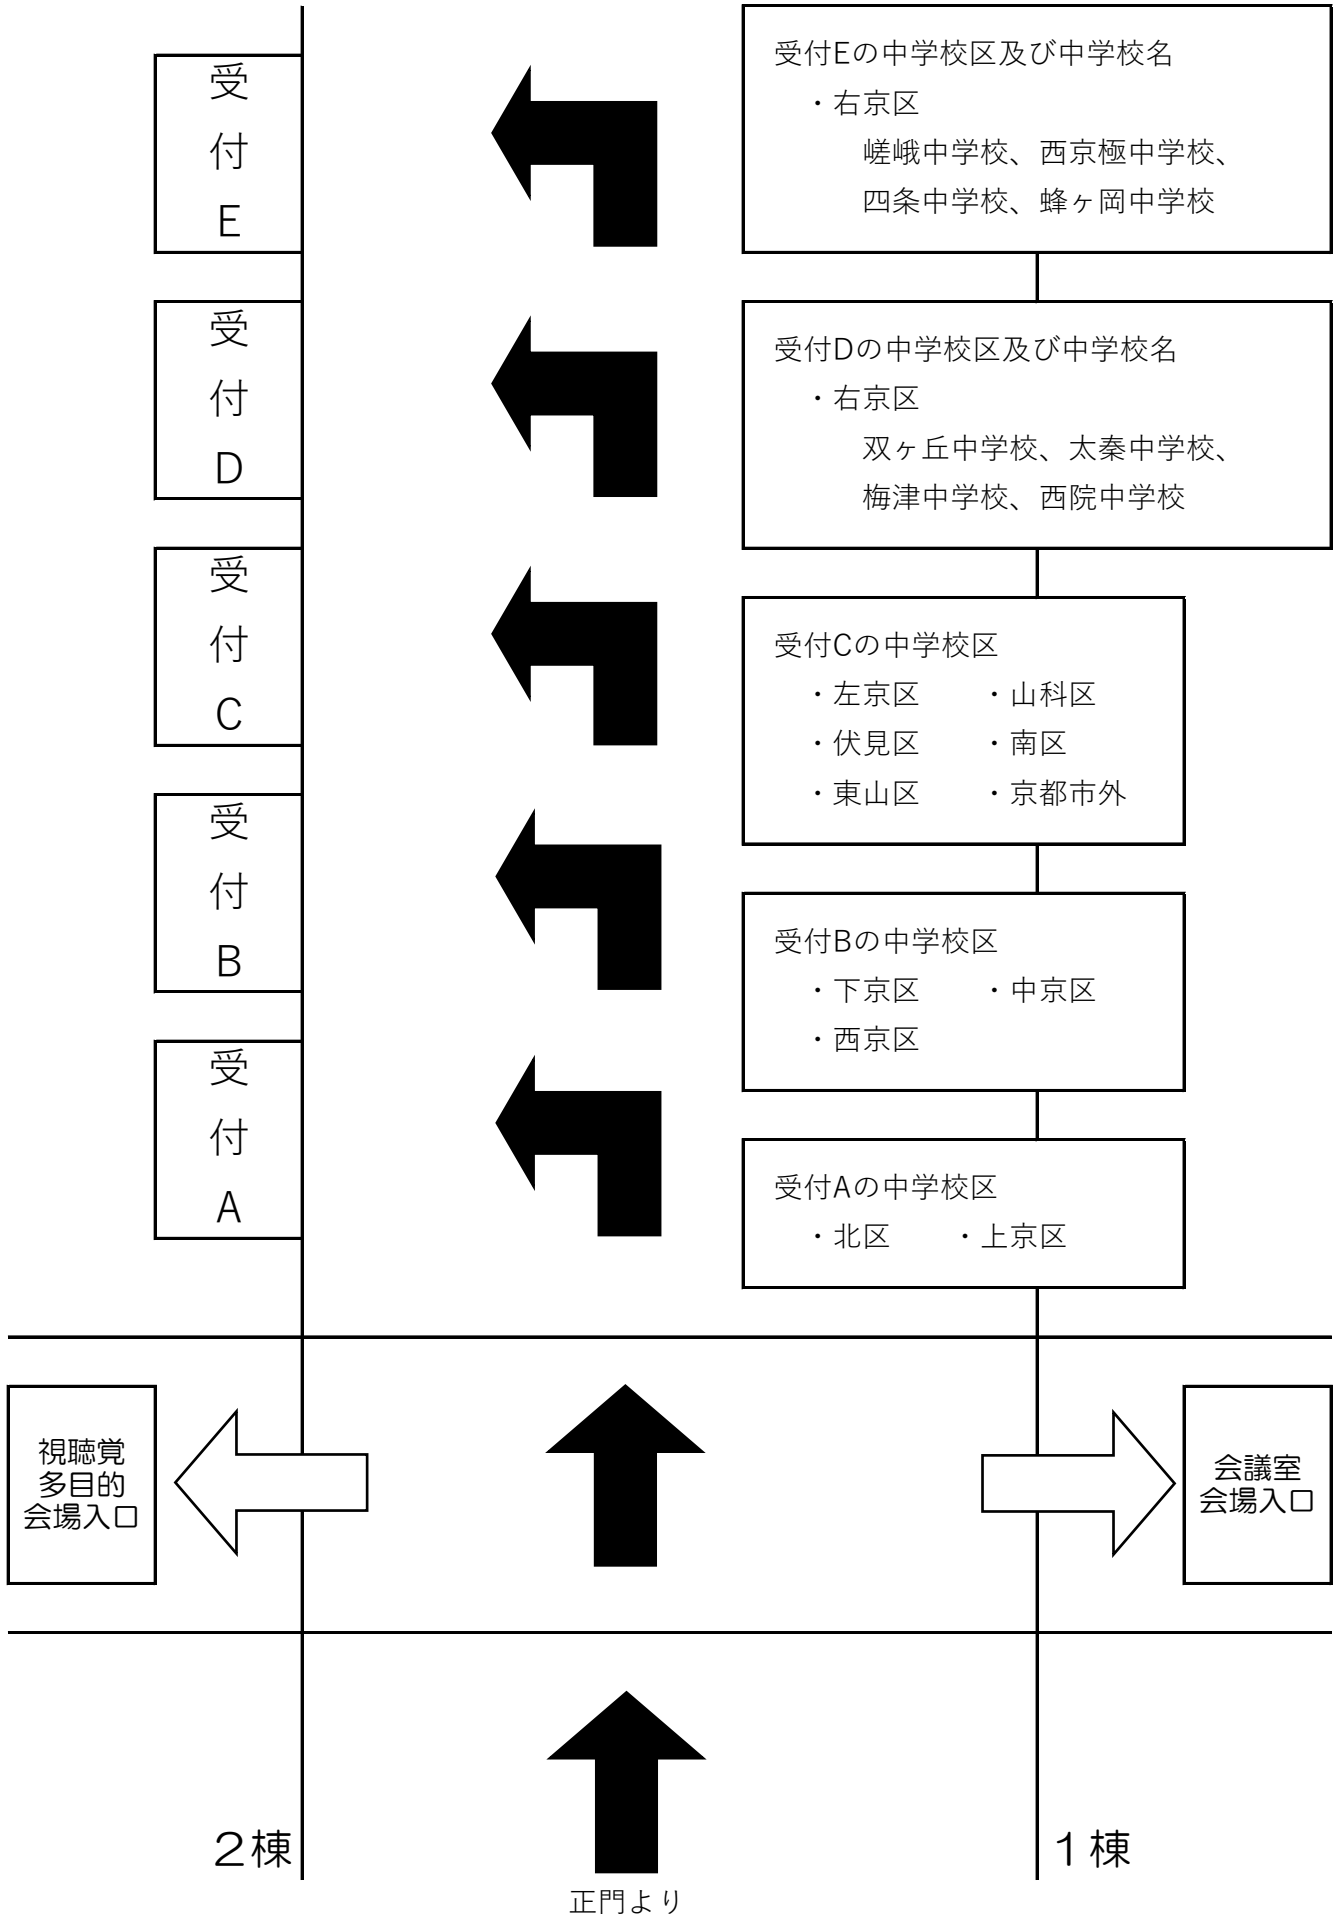 受付E
受付Eの中学校区及び中学校名
・右京区
嵯峨中学校、西京極中学校、
四条中学校、蜂ヶ岡中学校
受付D
受付Dの中学校区及び中学校名
・右京区
双ヶ丘中学校、太秦中学校、
梅津中学校、西院中学校
受付C
受付Cの中学校区
・左京区　・山科区
・伏見区　・南区
・東山区　・京都市外
受付B
受付Bの中学校区
・下京区　・中京区
・西京区
受付A
受付Aの中学校区
・北区　・上京区
視聴覚
多目的
会場入口
会議室
会場入口
２棟
１棟
正門より